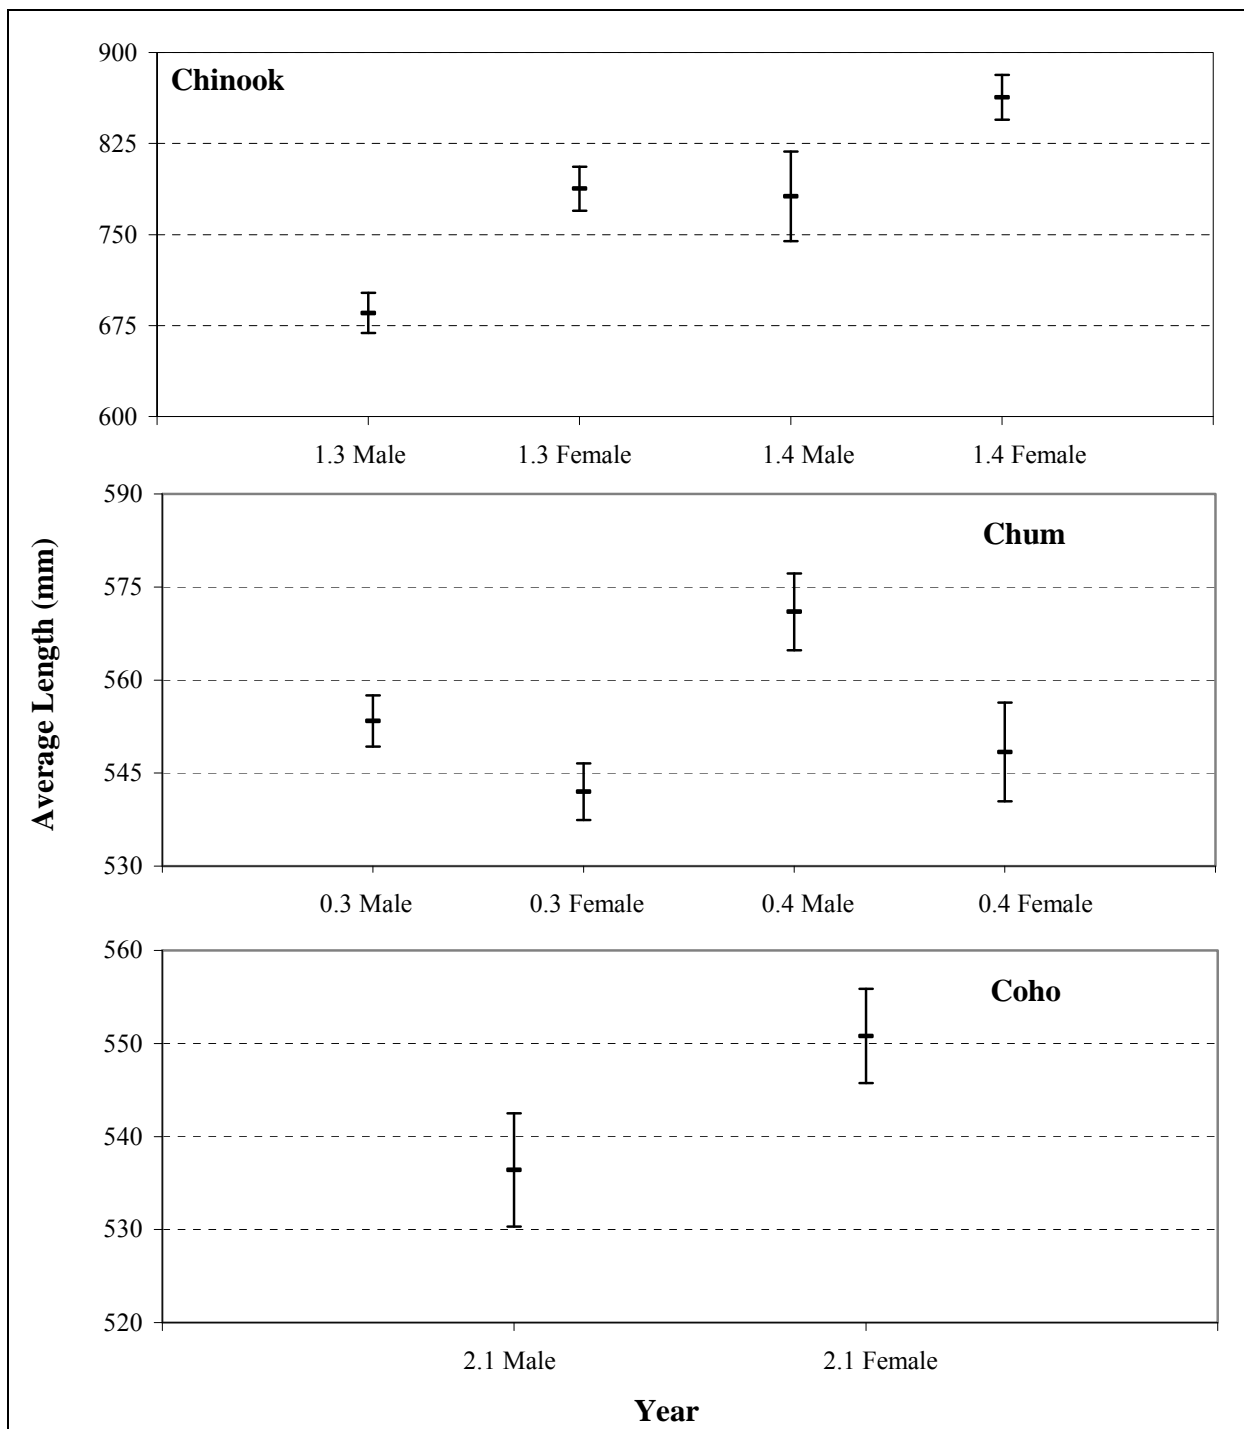 900
Chinook
825
750
675
600
1.3 Male 1.3 Female 1.4 Male 1.4 Female
Average Length (mm)
590
Chum
575
560
545
530
0.3 Male 0.3 Female 0.4 Male 0.4 Female
560
Coho
550
540
530
520
2.1 Male 2.1 Female
Year